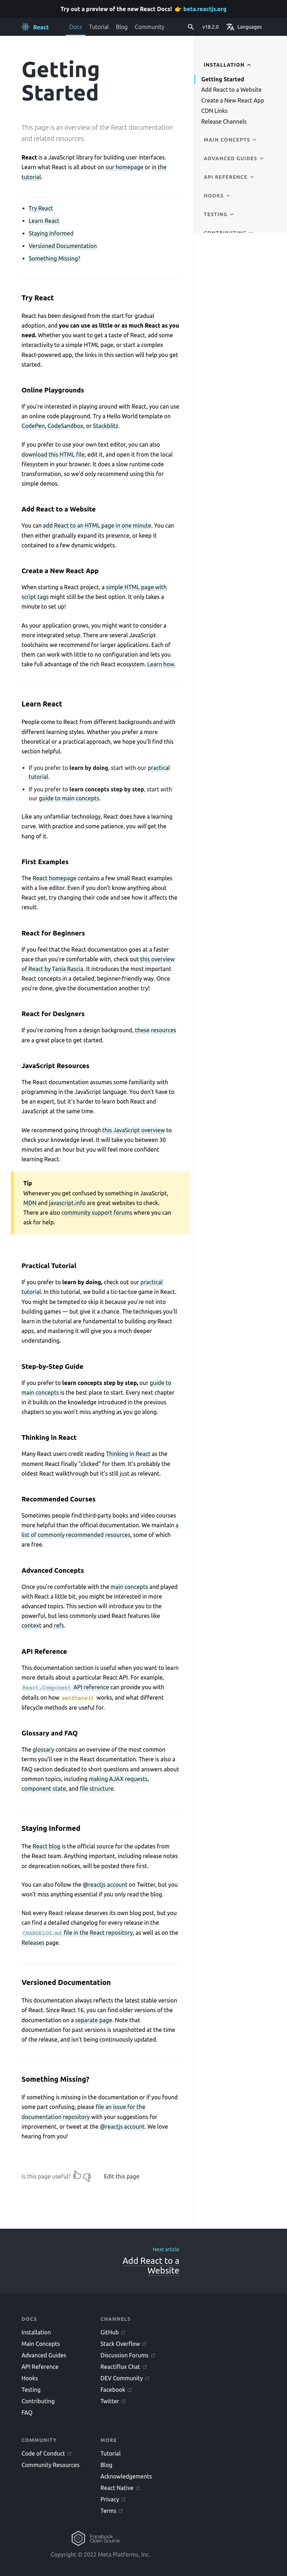 Try out a preview of the new React Docs! 👉 beta.reactjs.org
React
Docs
Tutorial
Blog
Community
v18.2.0
Languages
Getting
Started
This page is an overview of the React documentation
and related resources.
React is a JavaScript library for building user interfaces.
Learn what React is all about on our homepage or in the
tutorial.
Try React
Learn React
Staying Informed
Versioned Documentation
Something Missing?
Try React
React has been designed from the start for gradual
adoption, and you can use as little or as much React as you
need. Whether you want to get a taste of React, add some
interactivity to a simple HTML page, or start a complex
React-powered app, the links in this section will help you get
started.
Online Playgrounds
If you're interested in playing around with React, you can use
an online code playground. Try a Hello World template on
CodePen, CodeSandbox, or Stackblitz.
If you prefer to use your own text editor, you can also
download this HTML file, edit it, and open it from the local
filesystem in your browser. It does a slow runtime code
transformation, so we'd only recommend using this for
simple demos.
Add React to a Website
You can add React to an HTML page in one minute. You can
then either gradually expand its presence, or keep it
contained to a few dynamic widgets.
Create a New React App
When starting a React project, a simple HTML page with
script tags might still be the best option. It only takes a
minute to set up!
As your application grows, you might want to consider a
more integrated setup. There are several JavaScript
toolchains we recommend for larger applications. Each of
them can work with little to no configuration and lets you
take full advantage of the rich React ecosystem. Learn how.
Learn React
People come to React from different backgrounds and with
different learning styles. Whether you prefer a more
theoretical or a practical approach, we hope you'll find this
section helpful.
If you prefer to learn by doing, start with our practical
tutorial.
If you prefer to learn concepts step by step, start with
our guide to main concepts.
Like any unfamiliar technology, React does have a learning
curve. With practice and some patience, you will get the
hang of it.
First Examples
The React homepage contains a few small React examples
with a live editor. Even if you don't know anything about
React yet, try changing their code and see how it affects the
result.
React for Beginners
If you feel that the React documentation goes at a faster
pace than you're comfortable with, check out this overview
of React by Tania Rascia. It introduces the most important
React concepts in a detailed, beginner-friendly way. Once
you're done, give the documentation another try!
React for Designers
If you're coming from a design background, these resources
are a great place to get started.
JavaScript Resources
The React documentation assumes some familiarity with
programming in the JavaScript language. You don't have to
be an expert, but it's harder to learn both React and
JavaScript at the same time.
We recommend going through this JavaScript overview to
check your knowledge level. It will take you between 30
minutes and an hour but you will feel more confident
learning React.
Tip
Whenever you get confused by something in JavaScript,
MDN and javascript.info are great websites to check.
There are also community support forums where you can
ask for help.
Practical Tutorial
If you prefer to learn by doing, check out our practical
tutorial. In this tutorial, we build a tic-tac-toe game in React.
You might be tempted to skip it because you're not into
building games — but give it a chance. The techniques you'll
learn in the tutorial are fundamental to building any React
apps, and mastering it will give you a much deeper
understanding.
Step-by-Step Guide
If you prefer to learn concepts step by step, our guide to
main concepts is the best place to start. Every next chapter
in it builds on the knowledge introduced in the previous
chapters so you won't miss anything as you go along.
Thinking in React
Many React users credit reading Thinking in React as the
moment React finally "clicked" for them. It's probably the
oldest React walkthrough but it's still just as relevant.
Recommended Courses
Sometimes people find third-party books and video courses
more helpful than the official documentation. We maintain a
list of commonly recommended resources, some of which
are free.
Advanced Concepts
Once you're comfortable with the main concepts and played
with React a little bit, you might be interested in more
advanced topics. This section will introduce you to the
powerful, but less commonly used React features like
context and refs.
API Reference
This documentation section is useful when you want to learn
more details about a particular React API. For example,
React.Component API reference can provide you with
details on how setState() works, and what different
lifecycle methods are useful for.
Glossary and FAQ
The glossary contains an overview of the most common
terms you'll see in the React documentation. There is also a
FAQ section dedicated to short questions and answers about
common topics, including making AJAX requests,
component state, and file structure.
Staying Informed
The React blog is the official source for the updates from
the React team. Anything important, including release notes
or deprecation notices, will be posted there first.
You can also follow the @reactjs account on Twitter, but you
won't miss anything essential if you only read the blog.
Not every React release deserves its own blog post, but you
can find a detailed changelog for every release in the
CHANGELOG.md file in the React repository, as well as on the
Releases page.
Versioned Documentation
This documentation always reflects the latest stable version
of React. Since React 16, you can find older versions of the
documentation on a separate page. Note that
documentation for past versions is snapshotted at the time
of the release, and isn't being continuously updated.
Something Missing?
If something is missing in the documentation or if you found
some part confusing, please file an issue for the
documentation repository with your suggestions for
improvement, or tweet at the @reactjs account. We love
hearing from you!
Is this page useful?
Edit this page
INSTALLATION
Getting Started
Add React to a Website
Create a New React App
CDN Links
Release Channels
MAIN CONCEPTS
ADVANCED GUIDES
API REFERENCE
HOOKS
TESTING
CONTRIBUTING
Next article
Add React to a
Website
DOCS
Installation
Main Concepts
Advanced Guides
API Reference
Hooks
Testing
Contributing
FAQ
CHANNELS
GitHub
Stack Overflow
Discussion Forums
Reactiflux Chat
DEV Community
Facebook
Twitter
COMMUNITY
Code of Conduct
Community Resources
MORE
Tutorial
Blog
Acknowledgements
React Native
Privacy
Terms
Facebook
Open Source
Copyright © 2022 Meta Platforms, Inc.